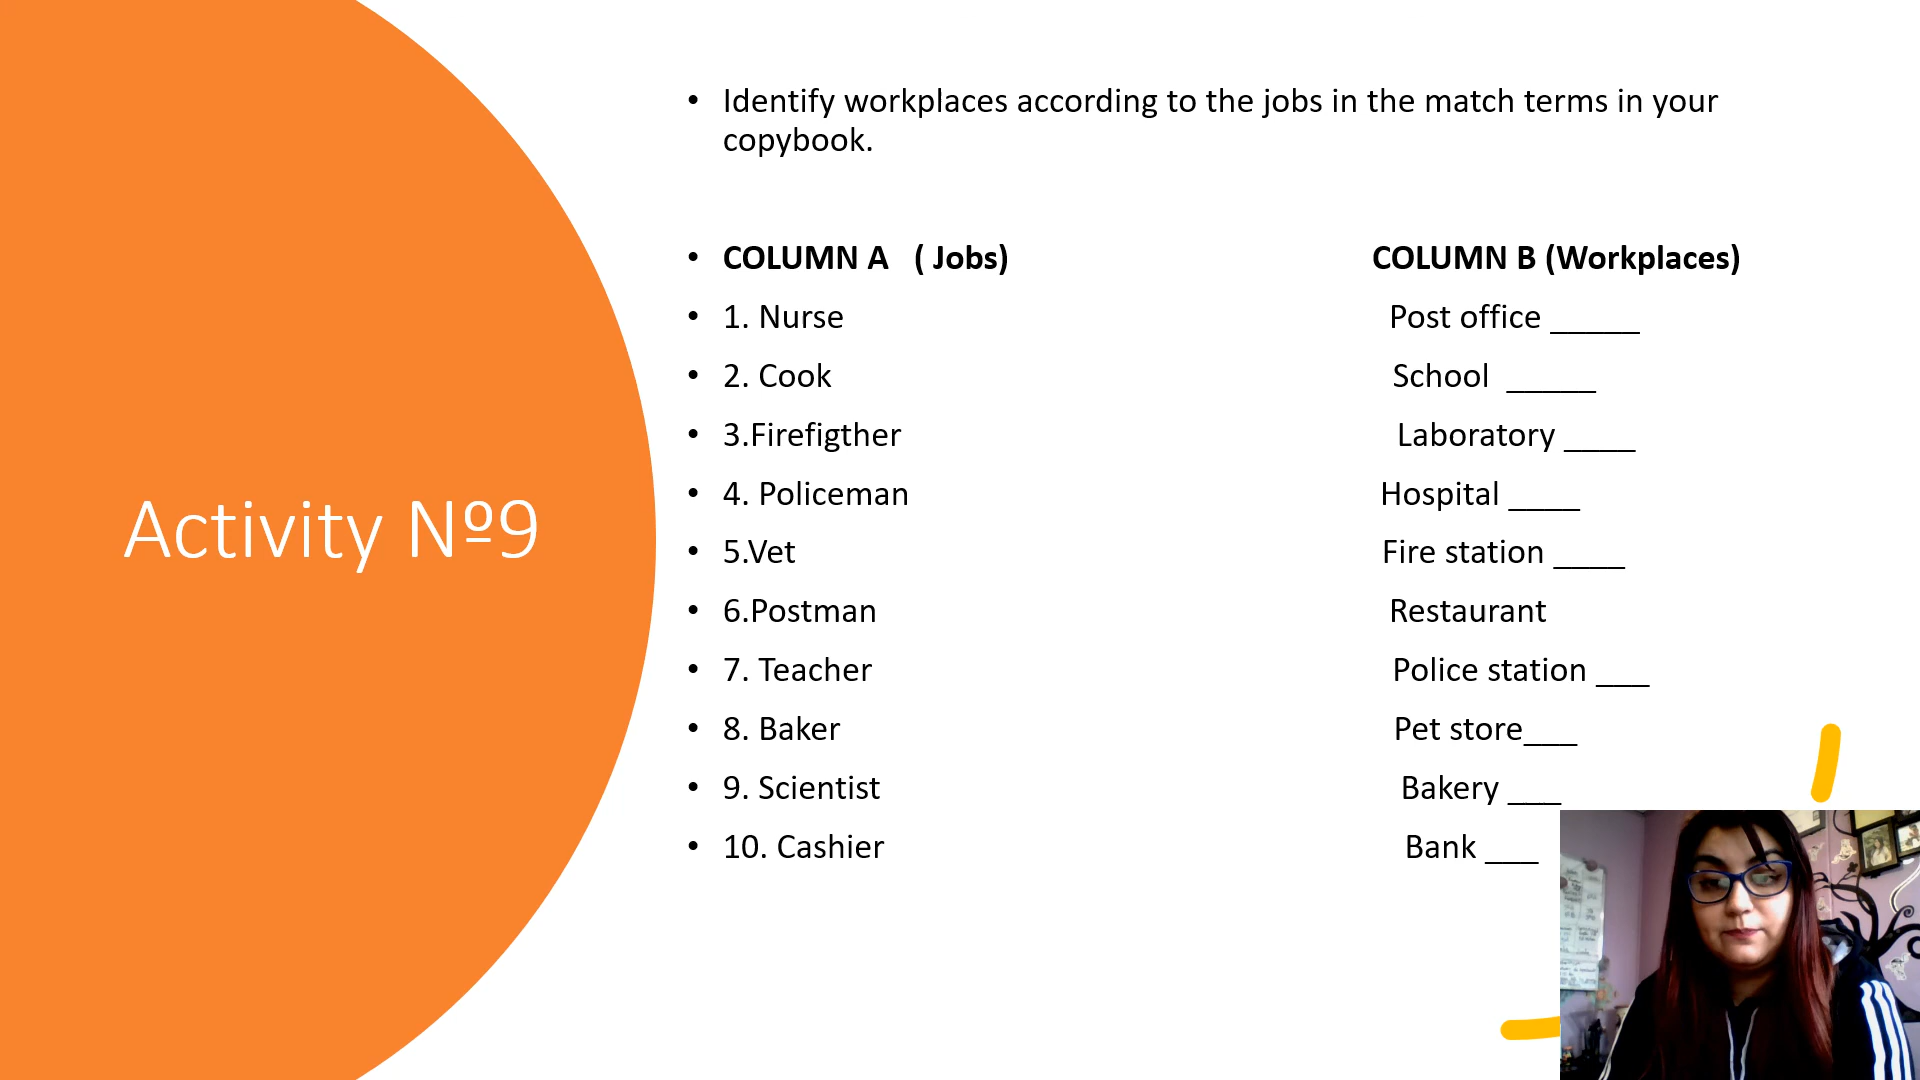 Activity Nº9
• Identify workplaces according to the jobs in the match terms in your
copybook.
• COLUMN A ( Jobs) COLUMN B (Workplaces)
• 1. Nurse Post office _____
• 2. Cook School _____
• 3.Firefigther Laboratory ____
• 4. Policeman Hospital ____
• 5.Vet Fire station ____
• 6.Postman Restaurant
• 7. Teacher Police station ___
• 8. Baker Pet store___
• 9. Scientist Bakery ___
• 10. Cashier Bank ___